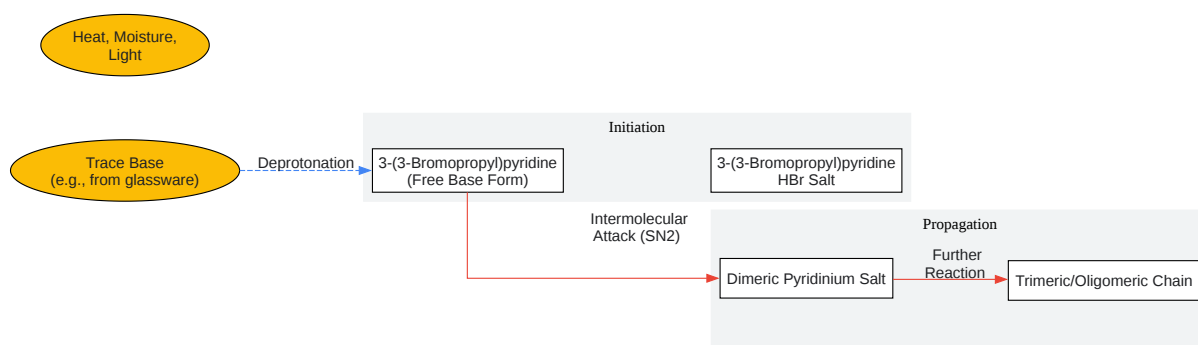 Heat, Moisture,
Light
Initiation
Trace Base
(e.g., from glassware)
Deprotonation
3-(3-Bromopropyl)pyridine
(Free Base Form)
3-(3-Bromopropyl)pyridine
HBr Salt
Intermolecular
Attack (SN2)
Propagation
Dimeric Pyridinium Salt
Further
Reaction
Trimeric/Oligomeric Chain